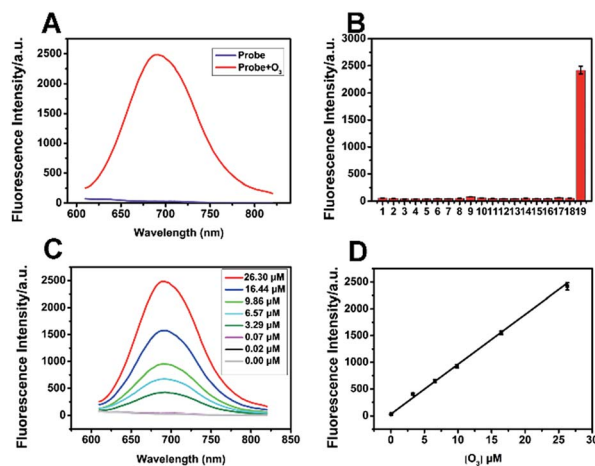 A
Fluorescence Intensity/a.u.
3000
2500
2000
1500
1000
500
0
600 650 700 750 800
Wavelength (nm)
Probe
Probe+O3
B
Fluorescence Intensity/a.u.
3000
2500
2000
1500
1000
500
0
1 2 3 4 5 6 7 8 9 10 11 12 13 14 15 16 17 18 19
C
Fluorescence Intensity/a.u.
2500
2000
1500
1000
500
0
600 650 700 750 800 850
Wavelength (nm)
26.30 μM
16.44 μM
9.86 μM
6.57 μM
3.29 μM
0.07 μM
0.02 μM
0.00 μM
D
Fluorescence Intensity/a.u.
2500
2000
1500
1000
500
0
0 5 10 15 20 25
|O3| μM